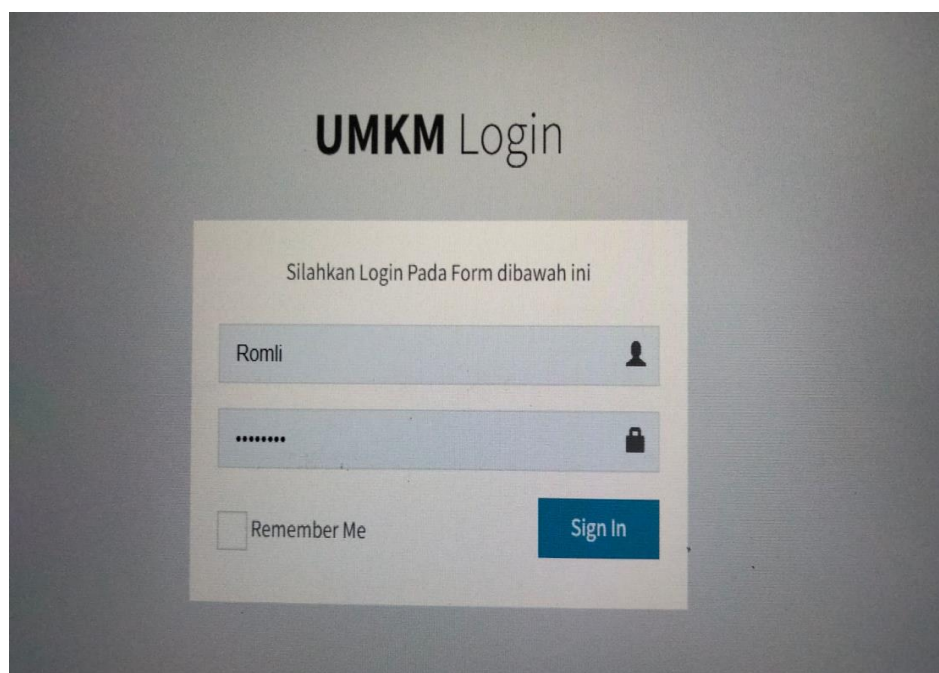 UMKM Login
Silahkan Login Pada Form dibawah ini
Romli
••••••••
Remember Me
Sign In